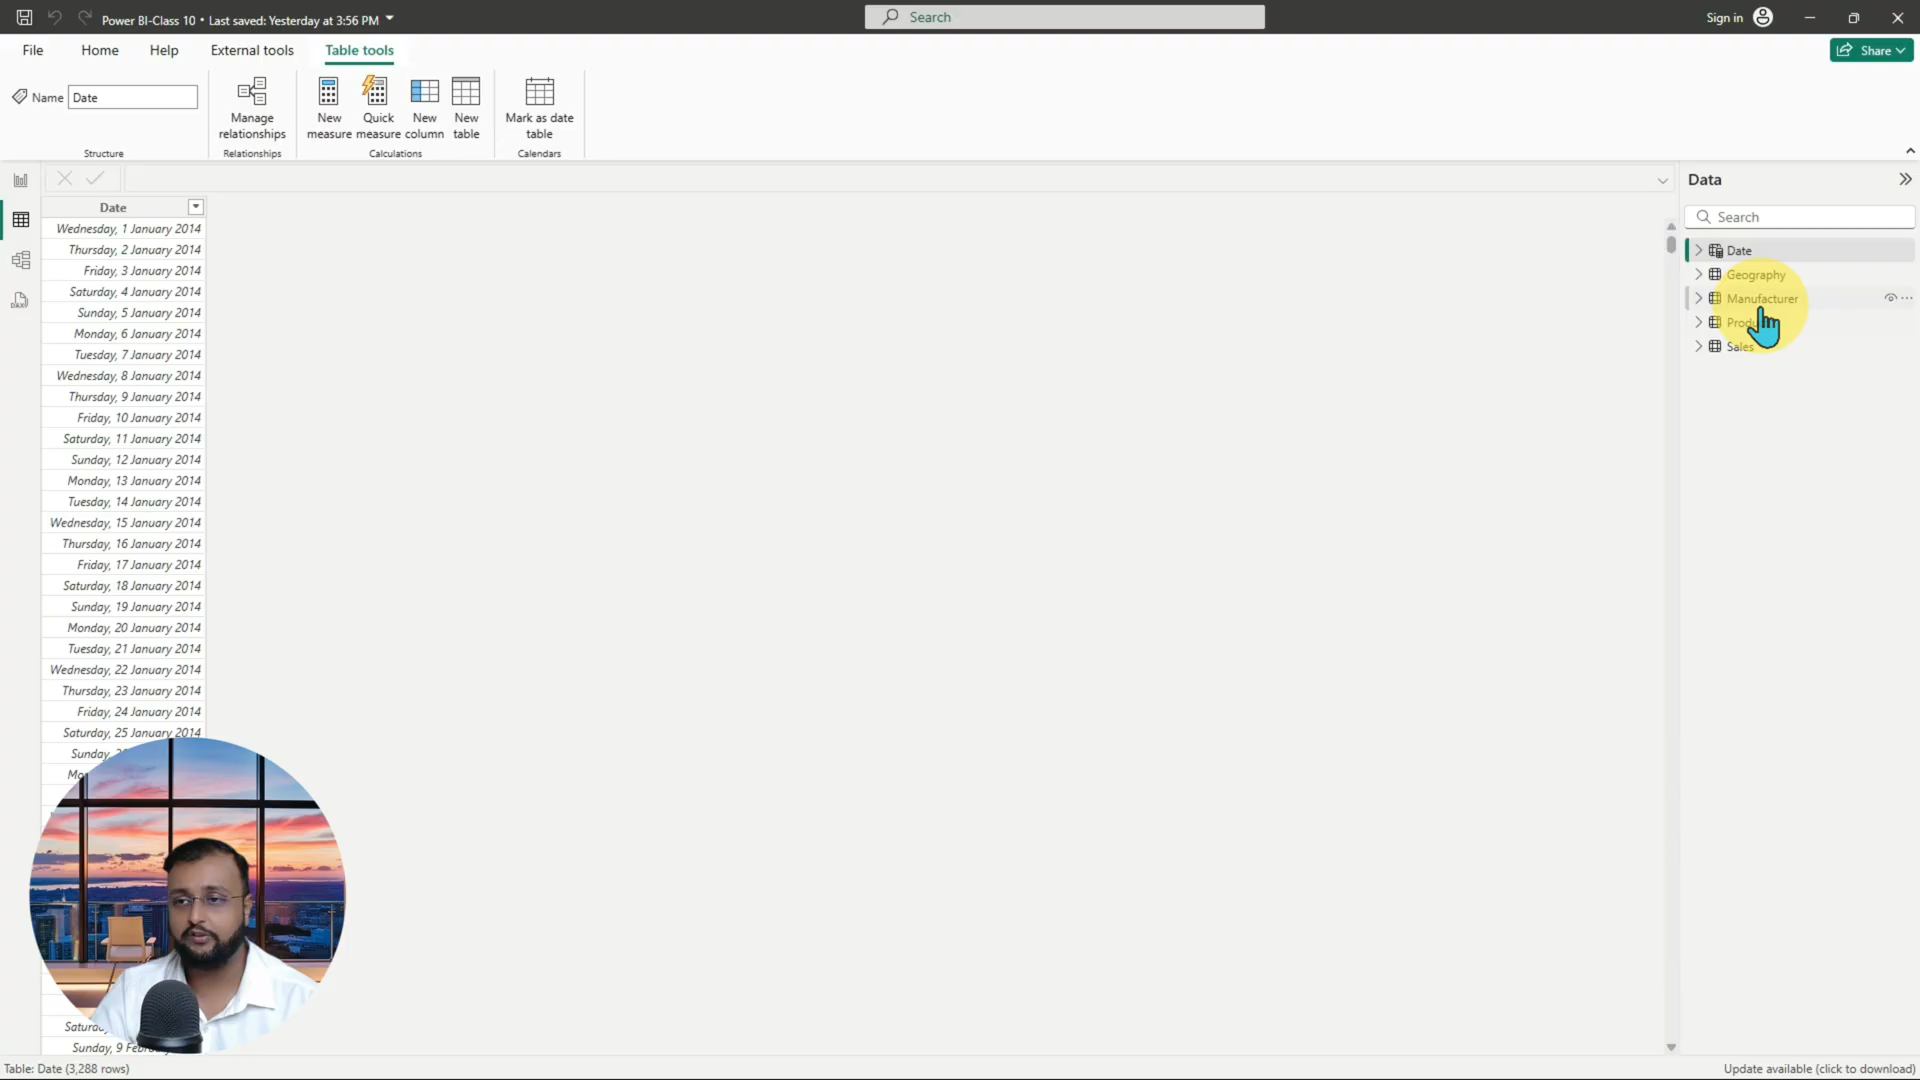 Power BI-Class 10 • Last saved: Yesterday at 3:56 PM
Search
Sign in
File
Home
Help
External tools
Table tools
Share
Name
Date
Manage relationships
New measure
Quick measure
New column
New table
Mark as date table
Structure
Relationships
Calculations
Calendars
Data
Search
Date
Geography
Manufacturer
Sales
Date
Wednesday, 1 January 2014
Thursday, 2 January 2014
Friday, 3 January 2014
Saturday, 4 January 2014
Sunday, 5 January 2014
Monday, 6 January 2014
Tuesday, 7 January 2014
Wednesday, 8 January 2014
Thursday, 9 January 2014
Friday, 10 January 2014
Saturday, 11 January 2014
Sunday, 12 January 2014
Monday, 13 January 2014
Tuesday, 14 January 2014
Wednesday, 15 January 2014
Thursday, 16 January 2014
Friday, 17 January 2014
Saturday, 18 January 2014
Sunday, 19 January 2014
Monday, 20 January 2014
Tuesday, 21 January 2014
Wednesday, 22 January 2014
Thursday, 23 January 2014
Friday, 24 January 2014
Saturday, 25 January 2014
Sunday,
Sunday, 9
Table: Date (3,288 rows)
Update available (click to download)